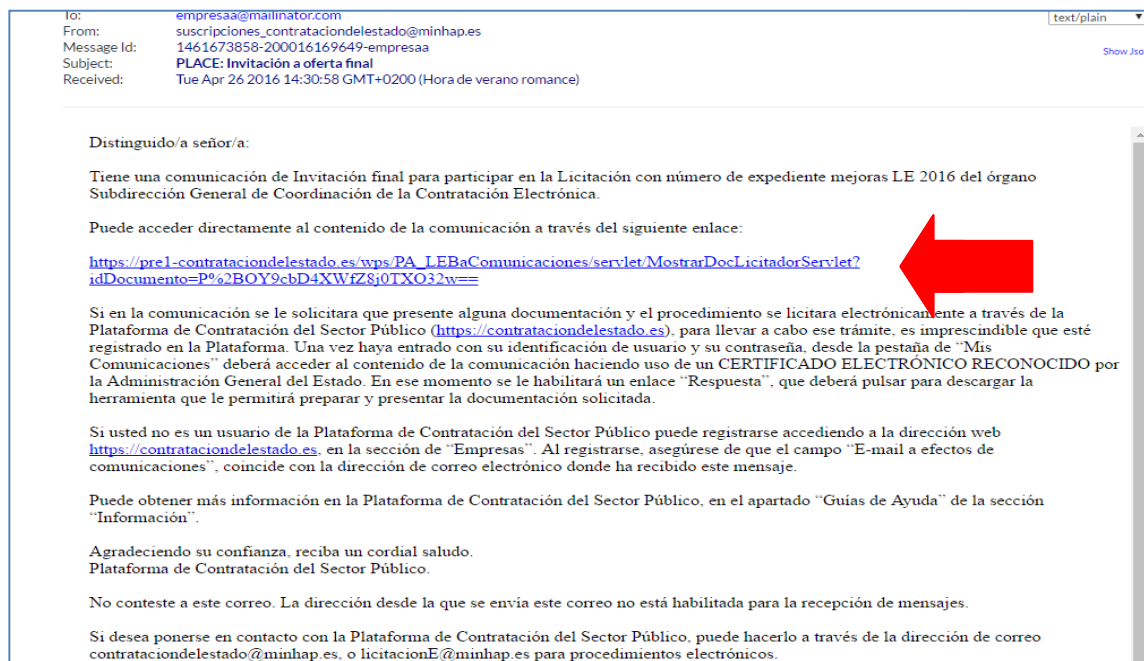 To: empresaa@mailinator.com
text/plain
From: suscripciones_contrataciondelestado@minhap.es
Message Id: 1461673858-200016169649-empresaa
Show Jso
Subject: PLACE: Invitación a oferta final
Received: Tue Apr 26 2016 14:30:58 GMT+0200 (Hora de verano romance)
Distinguido/a señor/a:
Tiene una comunicación de Invitación final para participar en la Licitación con número de expediente mejoras LE 2016 del órgano
Subdirección General de Coordinación de la Contratación Electrónica.
Puede acceder directamente al contenido de la comunicación a través del siguiente enlace:
https://pre1-contrataciondelestado.es/wps/PA_LEBaComunicaciones/servlet/MostrarDocLicitadorServlet?
idDocumento=P%2BOY9cbD4XWfZ8j0TXO32w==
Si en la comunicación se le solicitara que presente alguna documentación y el procedimiento se licitara electrónicamente a través de la
Plataforma de Contratación del Sector Público (https://contrataciondelestado.es), para llevar a cabo ese trámite, es imprescindible que esté
registrado en la Plataforma. Una vez haya entrado con su identificación de usuario y su contraseña, desde la pestaña de “Mis
Comunicaciones” deberá acceder al contenido de la comunicación haciendo uso de un CERTIFICADO ELECTRÓNICO RECONOCIDO por
la Administración General del Estado. En ese momento se le habilitará un enlace “Respuesta”, que deberá pulsar para descargar la
herramienta que le permitirá preparar y presentar la documentación solicitada.
Si usted no es un usuario de la Plataforma de Contratación del Sector Público puede registrarse accediendo a la dirección web
https://contrataciondelestado.es, en la sección de “Empresas”. Al registrarse, asegúrese de que el campo “E-mail a efectos de
comunicaciones”, coincide con la dirección de correo electrónico donde ha recibido este mensaje.
Puede obtener más información en la Plataforma de Contratación del Sector Público, en el apartado “Guías de Ayuda” de la sección
“Información”.
Agradeciendo su confianza, reciba un cordial saludo.
Plataforma de Contratación del Sector Público.
No conteste a este correo. La dirección desde la que se envía este correo no está habilitada para la recepción de mensajes.
Si desea ponerse en contacto con la Plataforma de Contratación del Sector Público, puede hacerlo a través de la dirección de correo
contrataciondelestado@minhap.es, o licitacionE@minhap.es para procedimientos electrónicos.